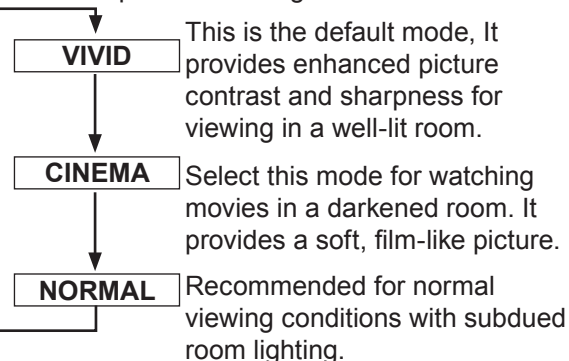 VIVID
This is the default mode, It
provides enhanced picture
contrast and sharpness for
viewing in a well-lit room.
CINEMA
Select this mode for watching
movies in a darkened room. It
provides a soft, film-like picture.
NORMAL
Recommended for normal
viewing conditions with subdued
room lighting.